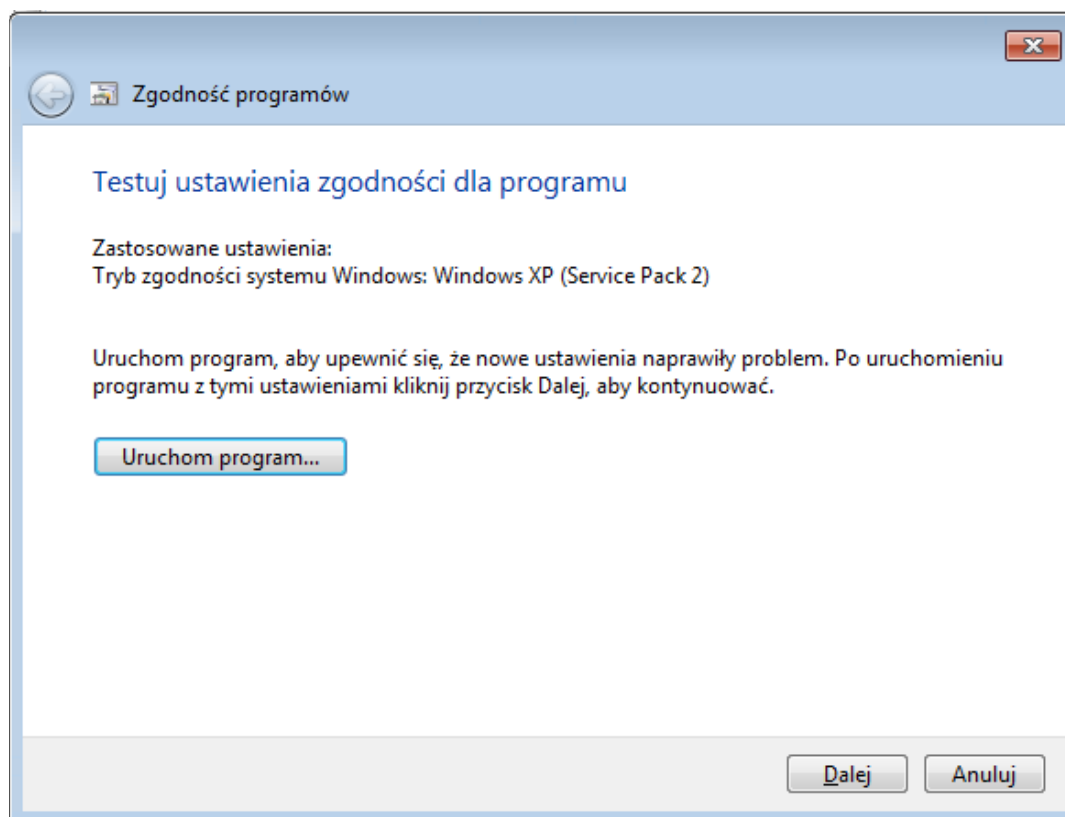 Zgodność programów
Testuj ustawienia zgodności dla programu
Zastosowane ustawienia:
Tryb zgodności systemu Windows: Windows XP (Service Pack 2)
Uruchom program, aby upewnić się, że nowe ustawienia naprawiły problem. Po uruchomieniu
programu z tymi ustawieniami kliknij przycisk Dalej, aby kontynuować.
Uruchom program...
Dalej
Anuluj